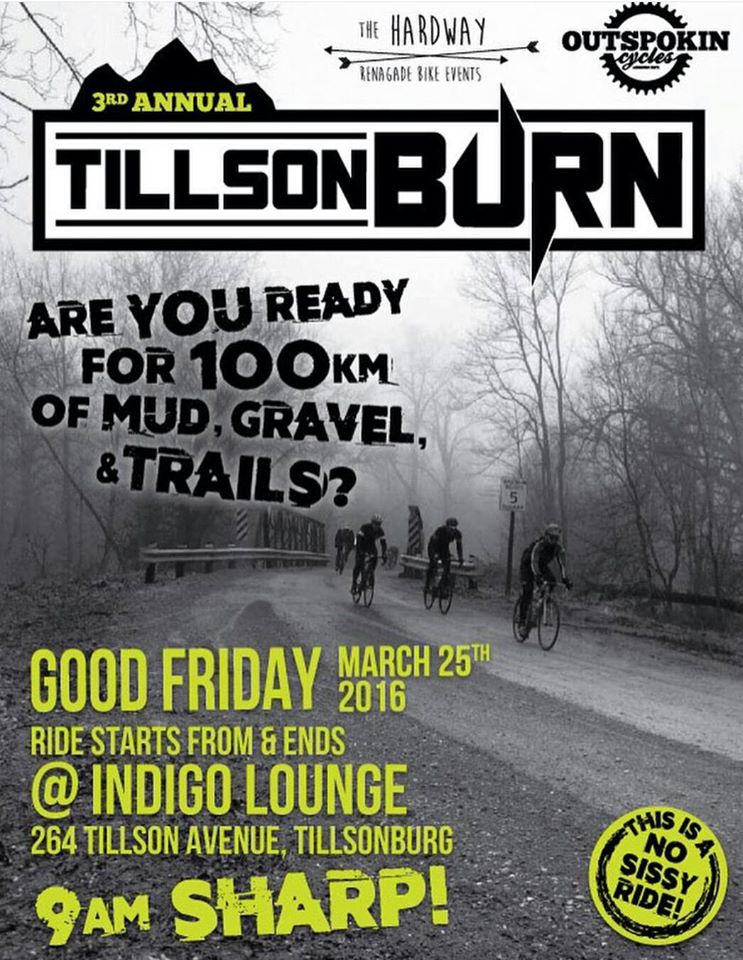 THE HARDWAY
RENAGADE BIKE EVENTS
OUTSPOKIN
cycles
3RD ANNUAL
TILLSONBURN
ARE YOU READY
FOR 100KM
OF MUD, GRAVEL,
& TRAILS?
5
GOOD FRIDAY MARCH 25TH
2016
RIDE STARTS FROM & ENDS
@ INDIGO LOUNGE
264 TILLSON AVENUE, TILLSONBURG
9AM SHARP!
THIS IS A
NO
SISSY
RIDE!